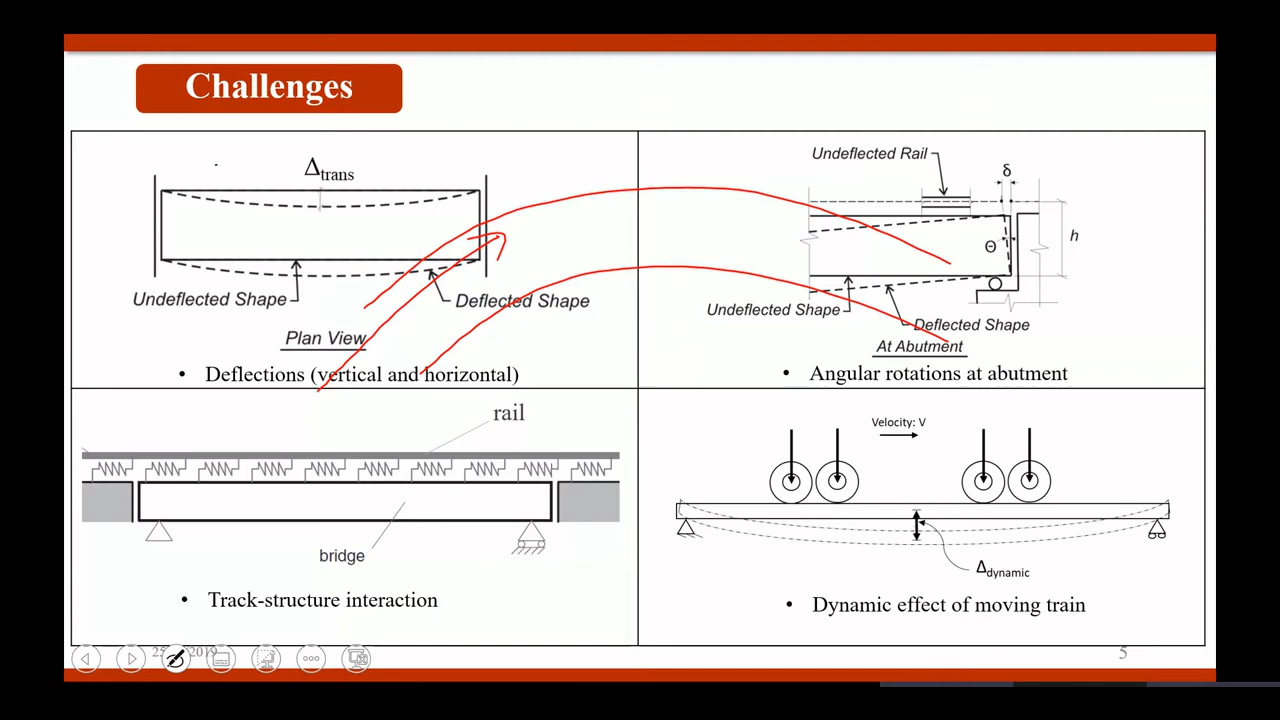 Challenges
Δtrans
Undeflected Shape
Deflected Shape
Plan View
• Deflections (vertical and horizontal)
Undeflected Rail
δ
Θ
h
Undeflected Shape
Deflected Shape
At Abutment
• Angular rotations at abutment
rail
bridge
• Track-structure interaction
Velocity: V
Δdynamic
• Dynamic effect of moving train
2019
5